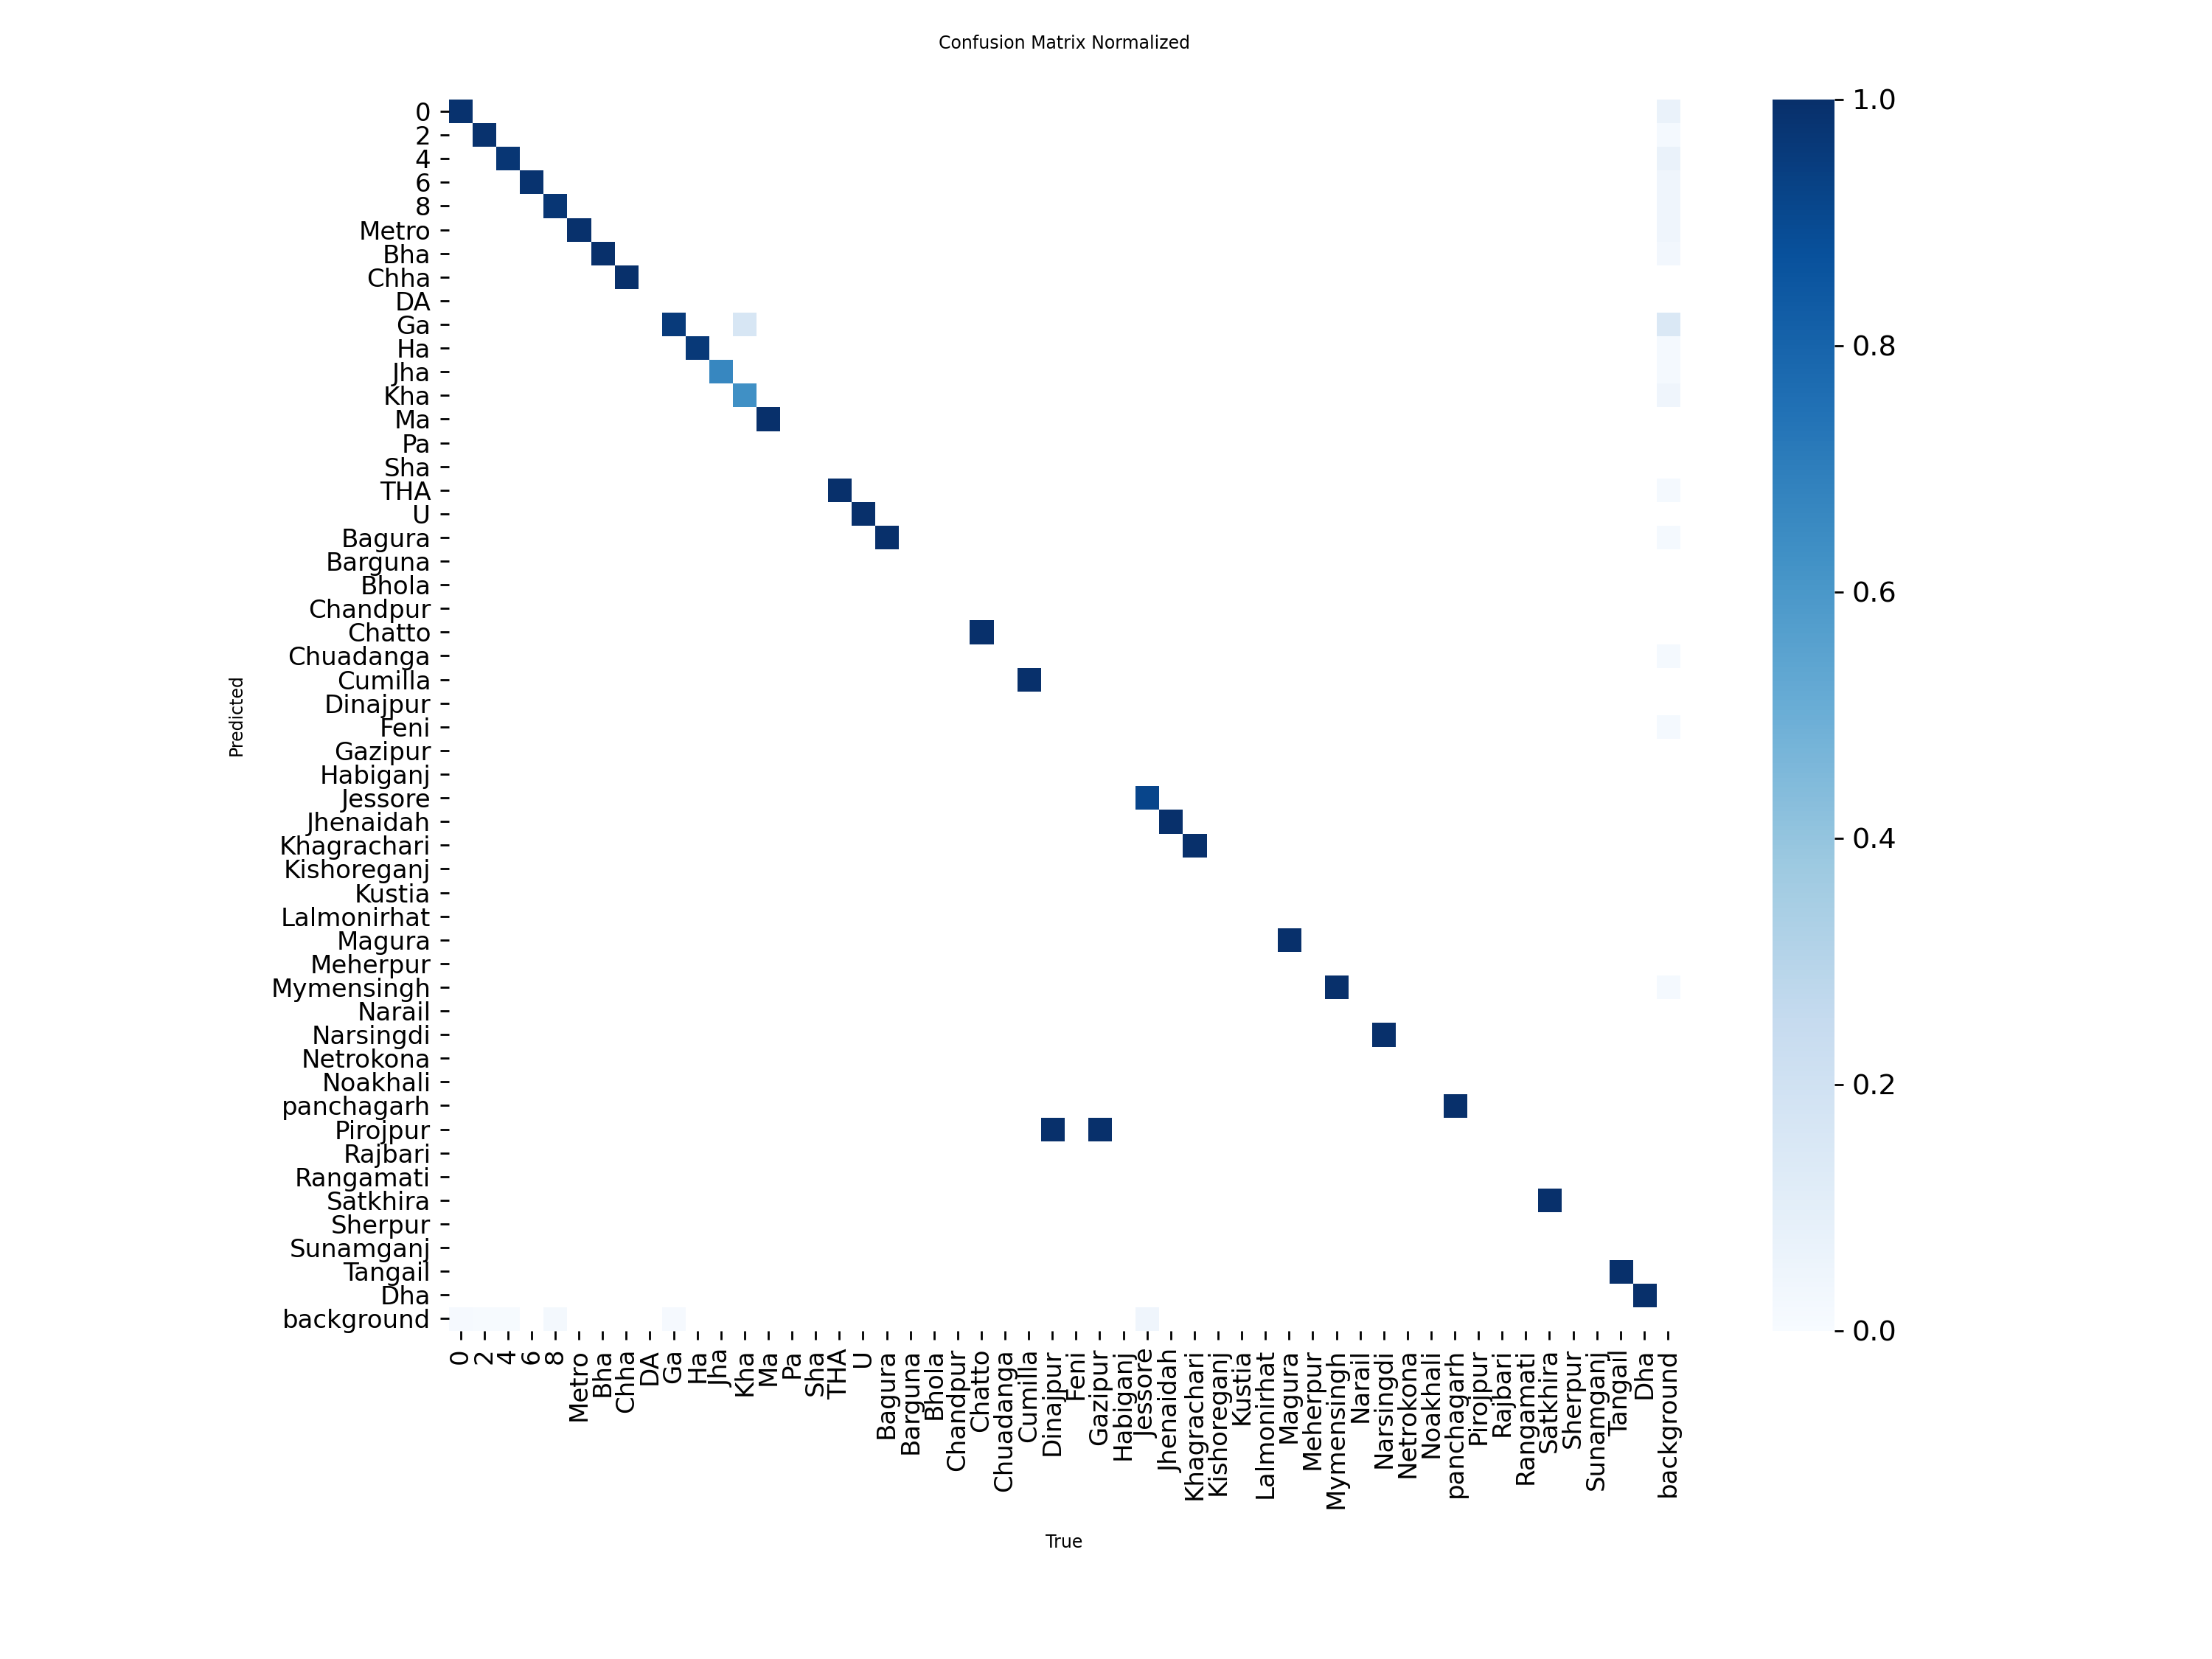 Confusion Matrix Normalized
0
2
4
6
8
Metro
Bha
Chha
DA
Ga
Ha
Jha
Kha
Ma
Pa
Sha
THA
U
Bagura
Barguna
Bhola
Chandpur
Chatto
Chuadanga
Cumilla
Dinajpur
Feni
Gazipur
Habiganj
Jessore
Jhenaidah
Khagrachari
Kishoreganj
Kustia
Lalmonirhat
Magura
Meherpur
Mymensingh
Narail
Narsingdi
Netrokona
Noakhali
panchagarh
Pirojpur
Rajbari
Rangamati
Satkhira
Sherpur
Sunamganj
Tangail
Dha
background
Predicted
0
2
4
6
8
Metro
Bha
Chha
DA
Ga
Ha
Jha
Kha
Ma
Pa
Sha
THA
U
Bagura
Barguna
Bhola
Chandpur
Chatto
Chuadanga
Cumilla
Dinajpur
Feni
Gazipur
Habiganj
Jessore
Jhenaidah
Khagrachari
Kishoreganj
Kustia
Lalmonirhat
Magura
Meherpur
Mymensingh
Narail
Narsingdi
Netrokona
Noakhali
panchagarh
Pirojpur
Rajbari
Rangamati
Satkhira
Sherpur
Sunamganj
Tangail
Dha
background
True
1.0
0.8
0.6
0.4
0.2
0.0